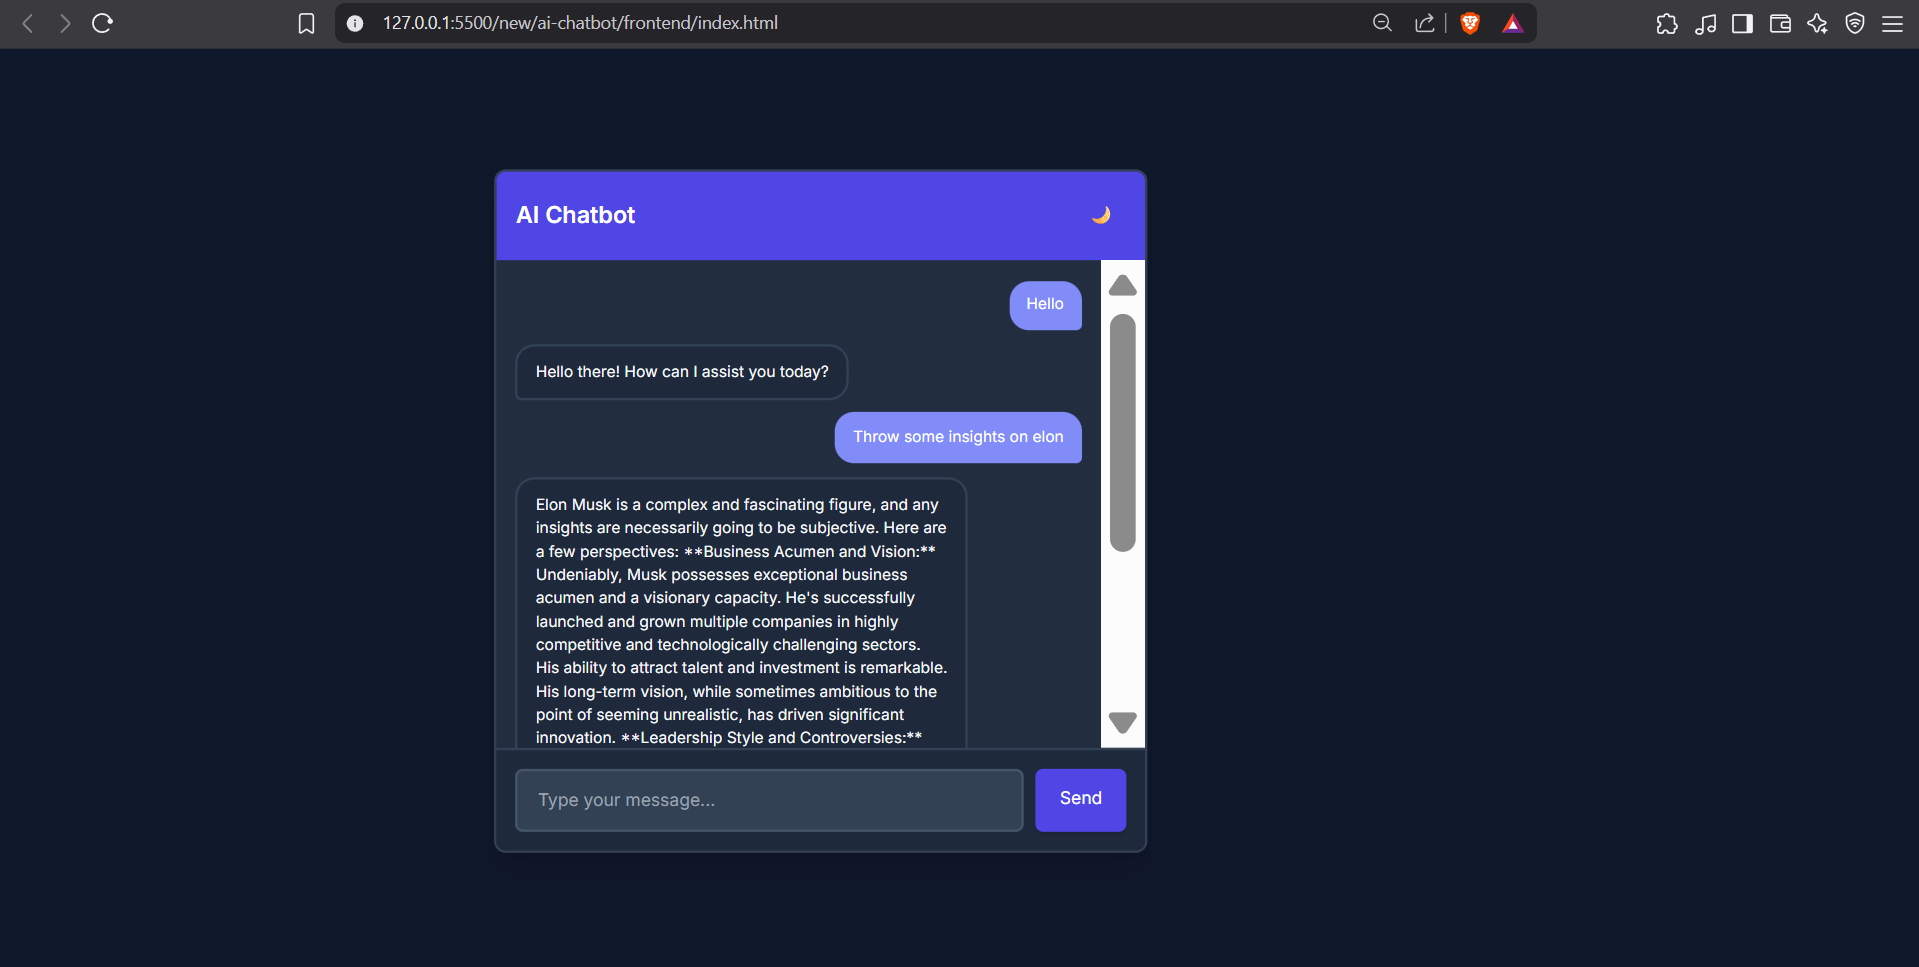 127.0.0.1:5500/new/ai-chatbot/frontend/index.html
AI Chatbot
Hello
Hello there! How can I assist you today?
Throw some insights on elon
Elon Musk is a complex and fascinating figure, and any
insights are necessarily going to be subjective. Here are
a few perspectives: **Business Acumen and Vision:**
Undeniably, Musk possesses exceptional business
acumen and a visionary capacity. He's successfully
launched and grown multiple companies in highly
competitive and technologically challenging sectors.
His ability to attract talent and investment is remarkable.
His long-term vision, while sometimes ambitious to the
point of seeming unrealistic, has driven significant
innovation. **Leadership Style and Controversies:**
Type your message...
Send